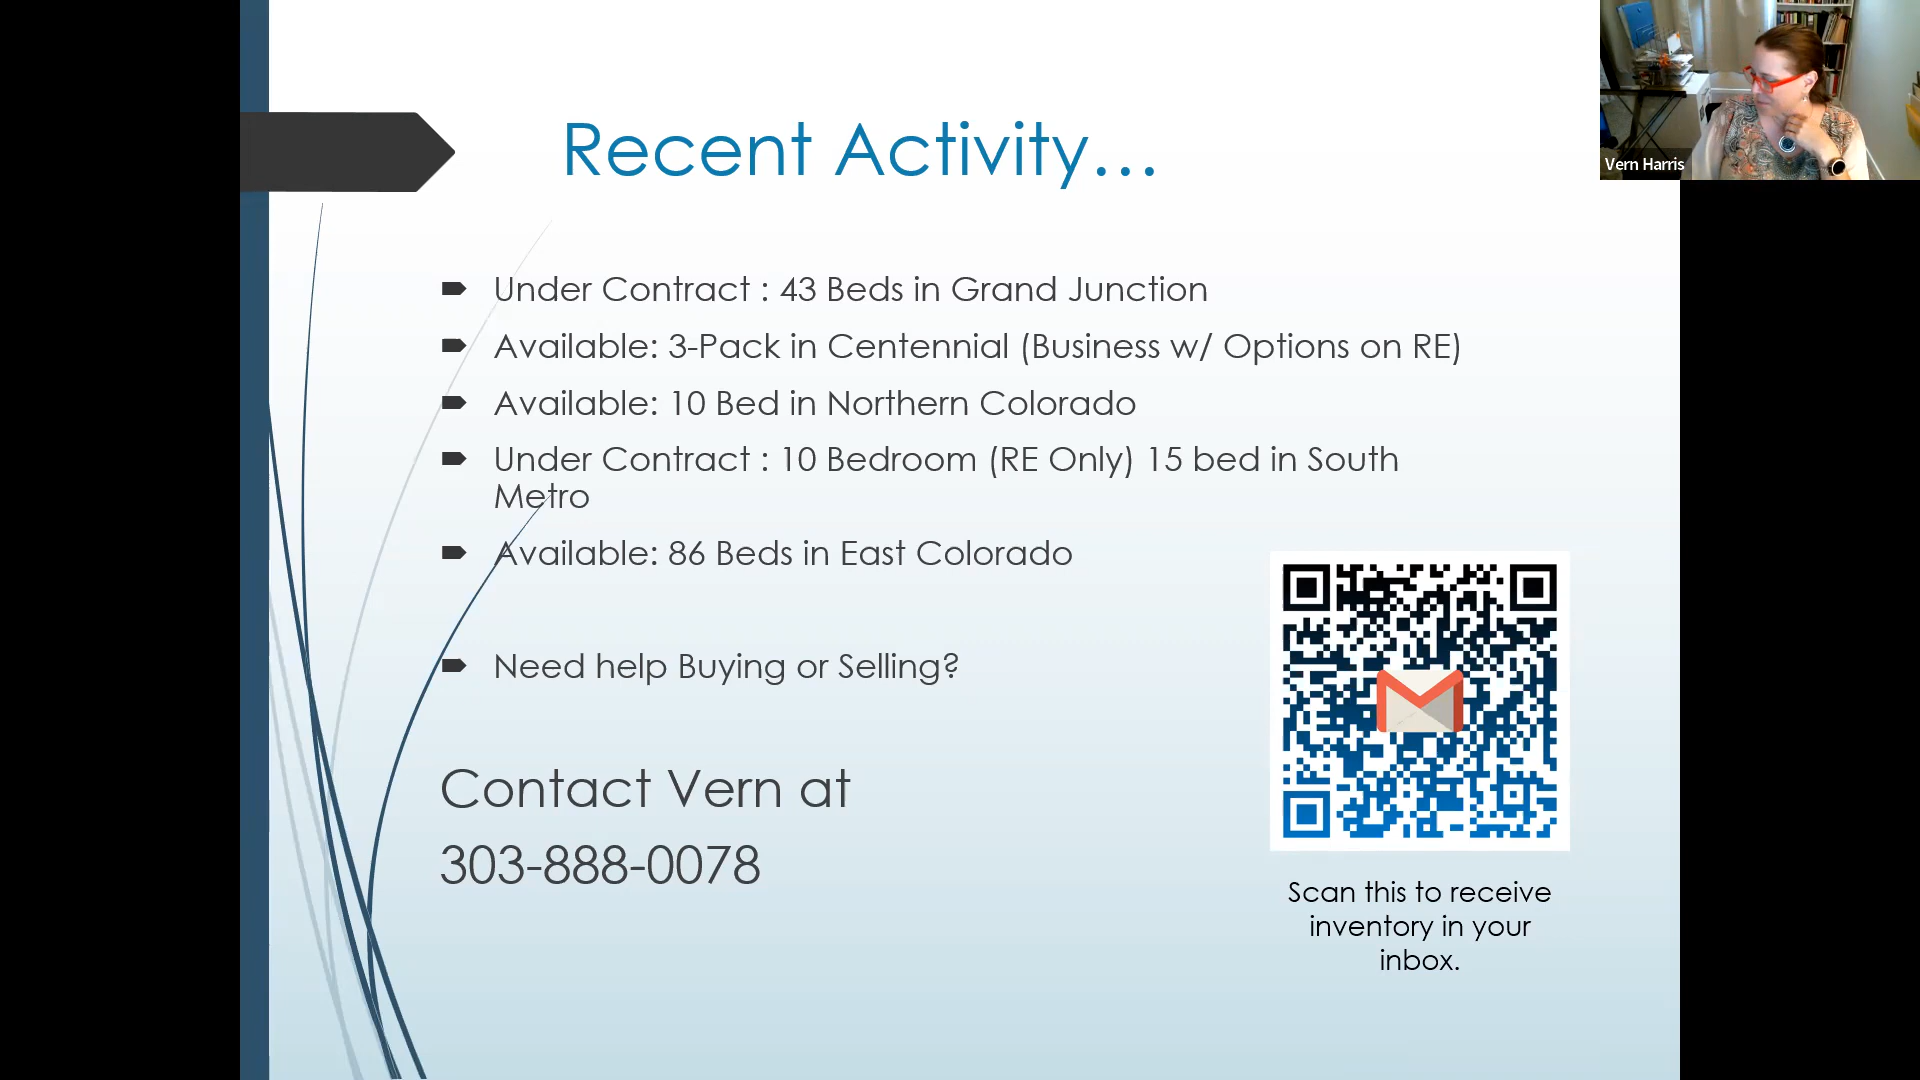 Recent Activity...
Under Contract : 43 Beds in Grand Junction
Available: 3-Pack in Centennial (Business w/ Options on RE)
Available: 10 Bed in Northern Colorado
Under Contract : 10 Bedroom (RE Only) 15 bed in South
Metro
Available: 86 Beds in East Colorado
Need help Buying or Selling?
Contact Vern at
303-888-0078
Scan this to receive
inventory in your
inbox.
Vern Harris